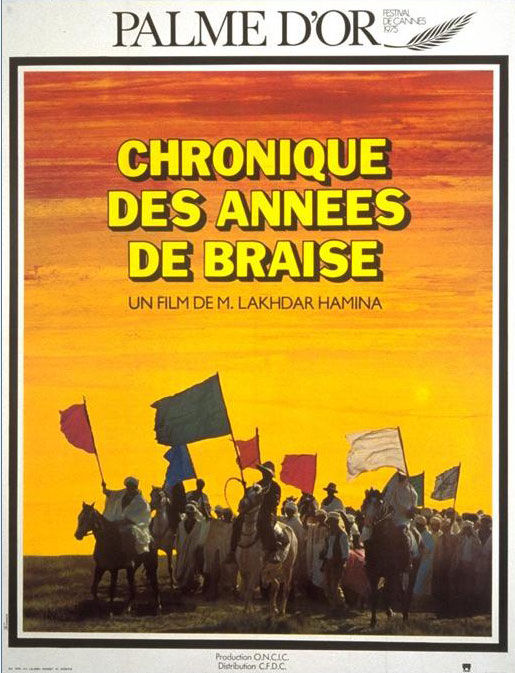 PALME D'OR
FESTIVAL
DE CANNES
1975
CHRONIQUE
DES ANNEES
DE BRAISE
UN FILM DE M. LAKHDAR HAMINA
Production O.N.C.I.C.
Distribution C.F.D.C.